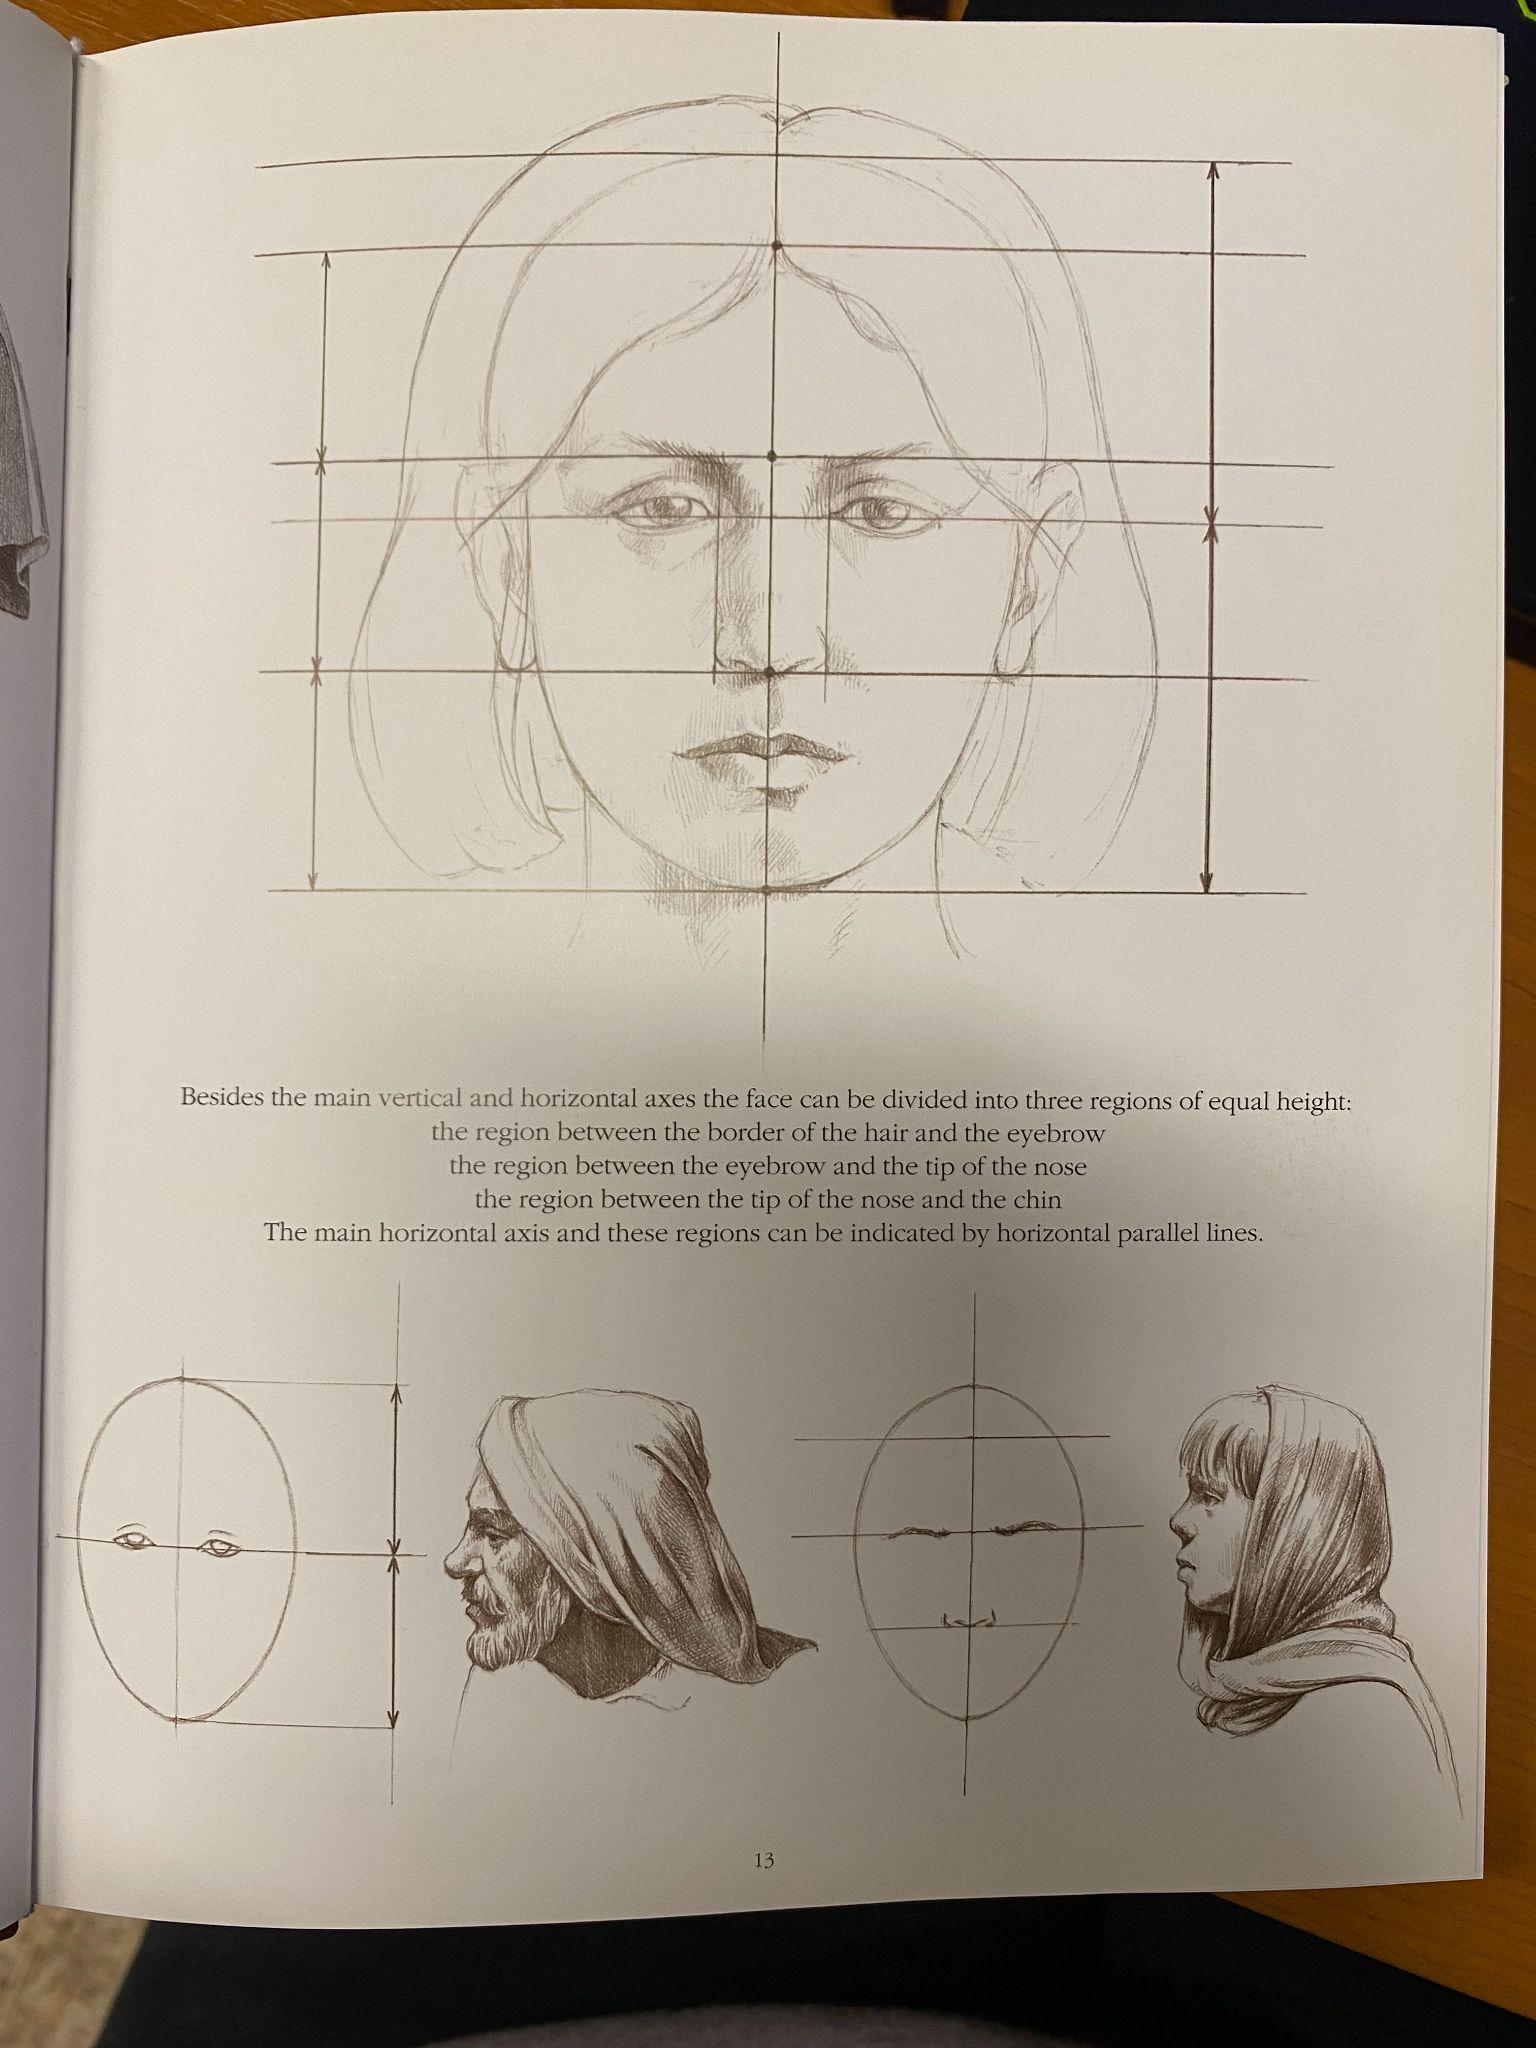 Besides the main vertical and horizontal axes the face can be divided into three regions of equal height:
the region between the border of the hair and the eyebrow
the region between the eyebrow and the tip of the nose
the region between the tip of the nose and the chin
The main horizontal axis and these regions can be indicated by horizontal parallel lines.
13